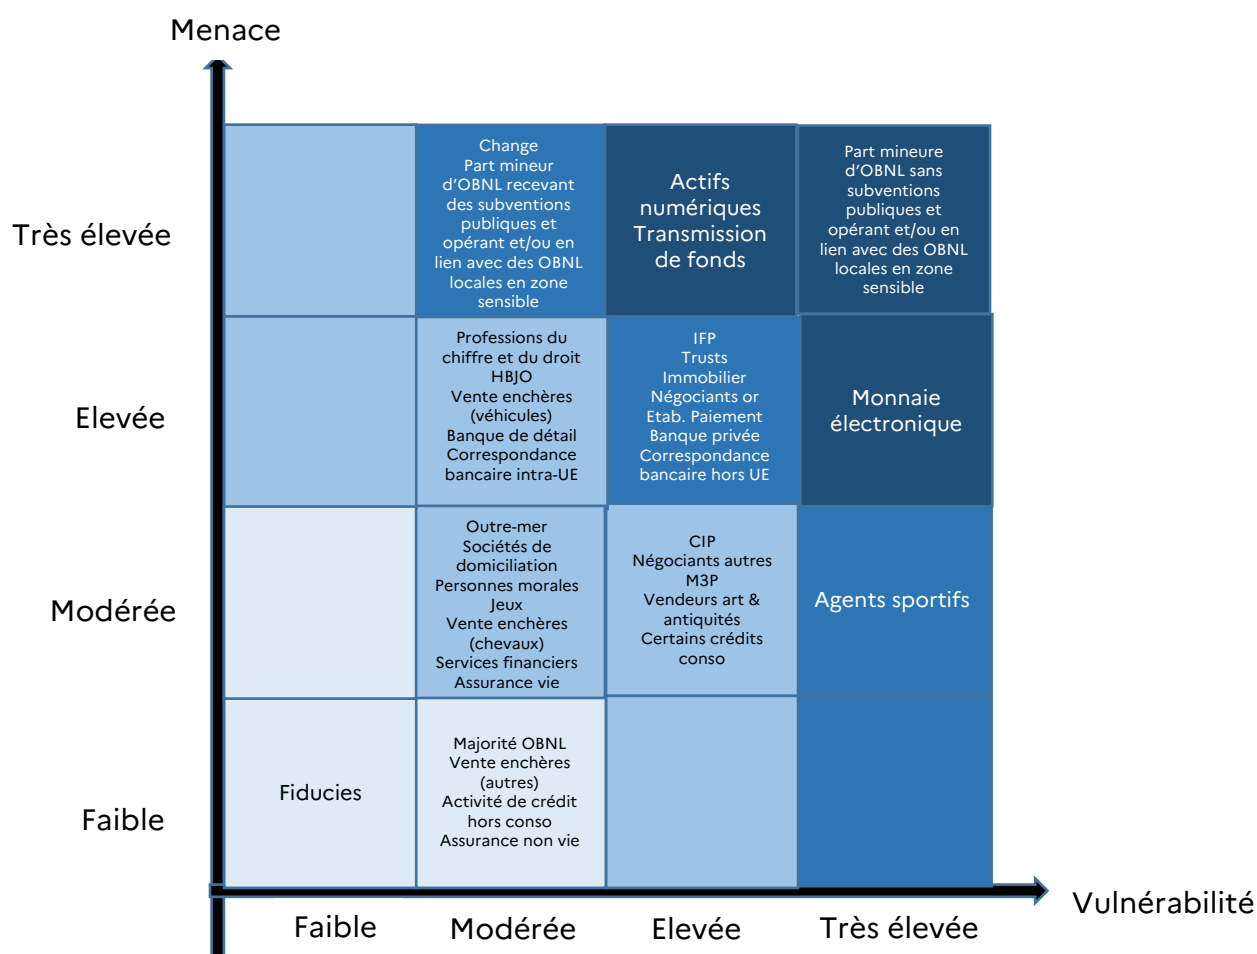 Menace
Très élevée
Change
Part mineur
d'OBNL recevant
des subventions
publiques et
opérant et/ou en
lien avec des OBNL
locales en zone
sensible
Actifs
numériques
Transmission
de fonds
Part mineure
d'OBNL sans
subventions
publiques et
opérant et/ou en
lien avec des OBNL
locales en zone
sensible
Elevée
Professions du
chiffre et du droit
HBJO
Vente enchères
(véhicules)
Banque de détail
Correspondance
bancaire intra-UE
IFP
Trusts
Immobilier
Négociants or
Etab. Paiement
Banque privée
Correspondance
bancaire hors UE
Monnaie
électronique
Modérée
Outre-mer
Sociétés de
domiciliation
Personnes morales
Jeux
Vente enchères
(chevaux)
Services financiers
Assurance vie
CIP
Négociants autres
M3P
Vendeurs art &
antiquités
Certains crédits
conso
Agents sportifs
Faible
Fiducies
Majorité OBNL
Vente enchères
(autres)
Activité de crédit
hors conso
Assurance non vie
Faible
Modérée
Elevée
Très élevée
Vulnérabilité